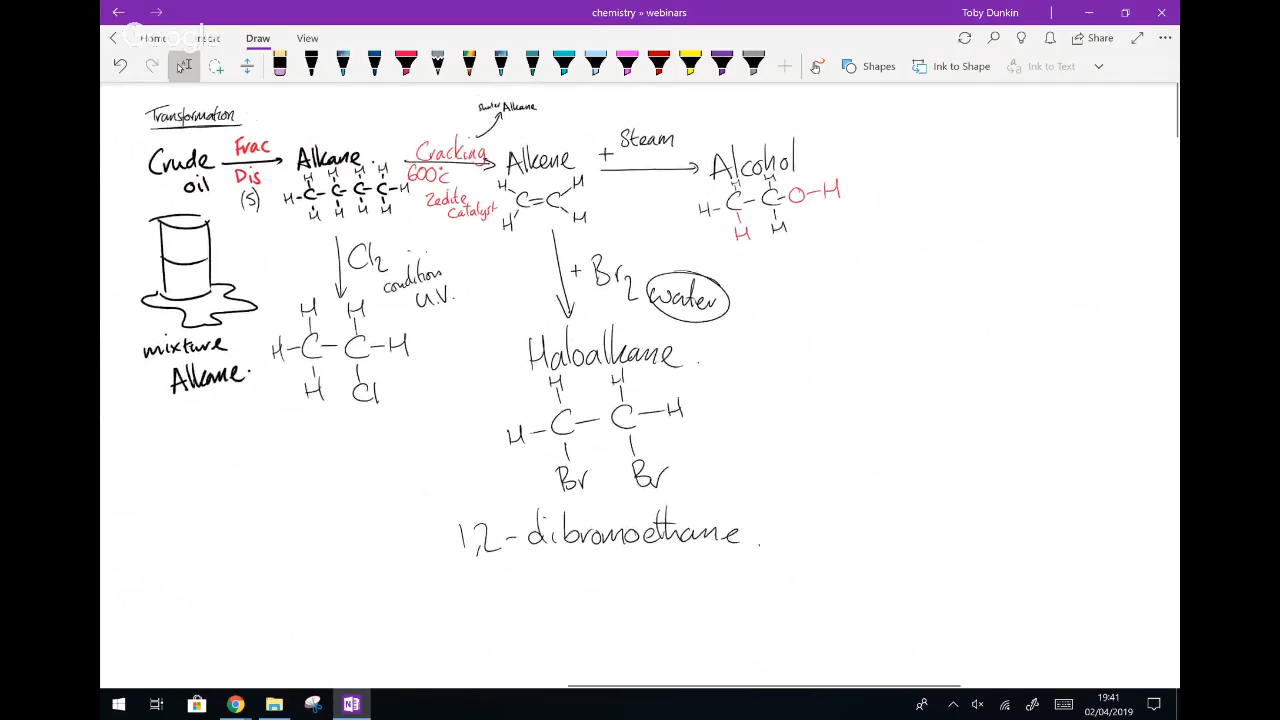 chemistry » webinars
Toby Dunkin
Google
Home Insert Draw View
Share
Shapes Ink to Shape Ink to Text
Transformation
Crude oil
Frac
Dis
(S)
Alkane
H H H H
H-C-C-C-C-H
H H H H
Cracking
600°C
Catalyst
Alkane
Alkene
H H
C=C
H H
+ Steam
Alcohol
H H
H-C-C-O-H
H H
mixture
Alkane.
Cl2
condition
U.V.
H H
H-C-C-H
H Cl
+ Br2 water
Haloalkane.
H H
H-C-C-H
Br Br
1,2-dibromoethane.
19:41
02/04/2019